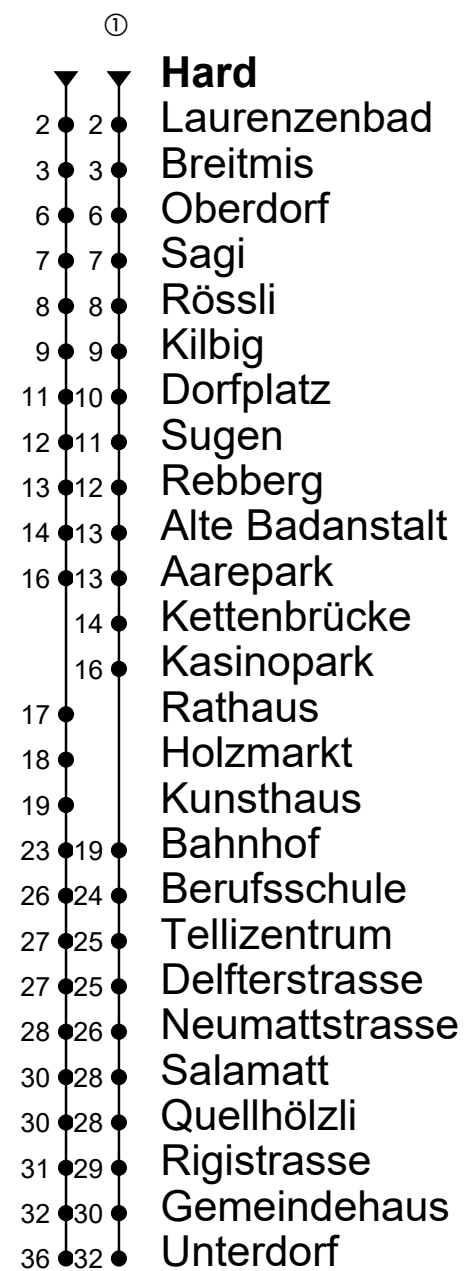 ①
Hard
2 2 Laurenzenbad
3 3 Breitmis
6 6 Oberdorf
7 7 Sagi
8 8 Rössli
9 9 Kilbig
11 10 Dorfplatz
12 11 Sugen
13 12 Rebberg
14 13 Alte Badanstalt
16 13 Aarepark
14 Kettenbrücke
16 Kasinopark
17 Rathaus
18 Holzmarkt
19 Kunsthaus
23 19 Bahnhof
26 24 Berufsschule
27 25 Tellizentrum
27 25 Delfterstrasse
28 26 Neumattstrasse
30 28 Salamatt
30 28 Quellhölzli
31 29 Rigistrasse
32 30 Gemeindehaus
36 32 Unterdorf